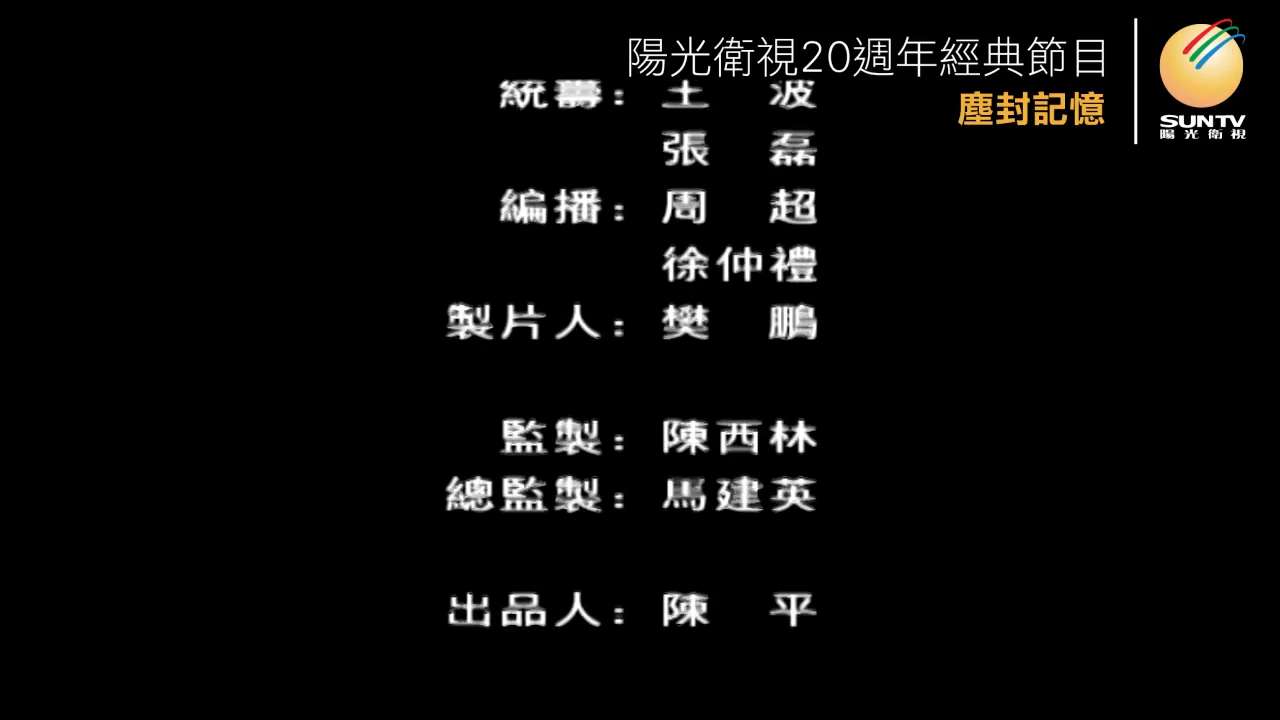 陽光衛視20週年經典節目
塵封記憶
SUNTV
陽光衛視
統籌：王　波
張　磊
編播：周　超
徐仲禮
製片人：樊　鵬
監製：陳西林
總監製：馬建英
出品人：陳　平